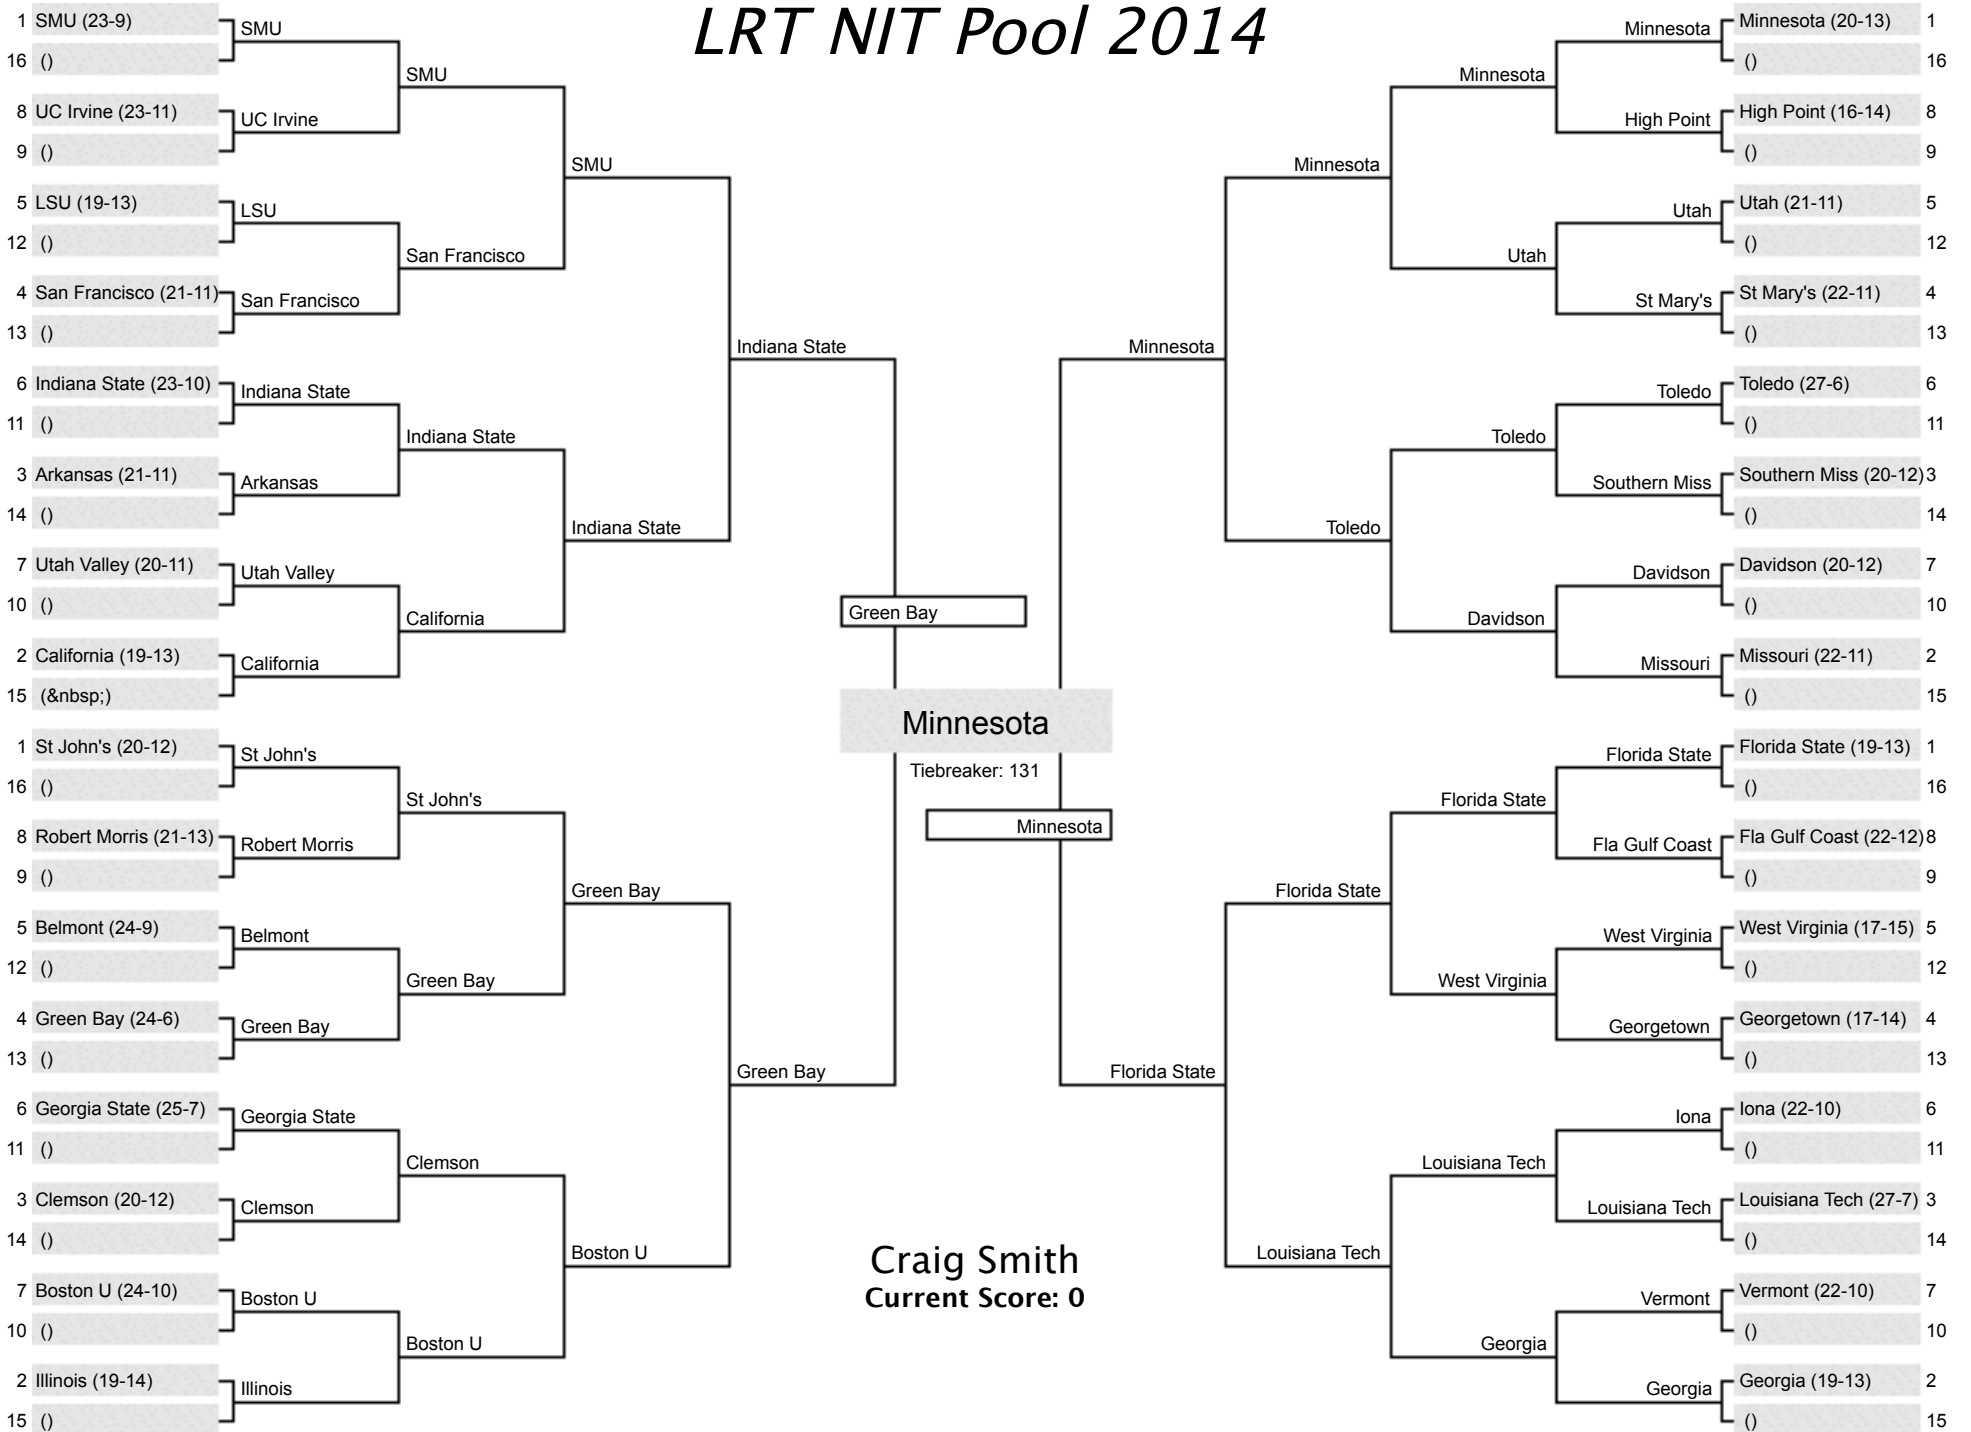 LRT NIT Pool 2014
1 SMU (23-9)
16 ()
8 UC Irvine (23-11)
9 ()
5 LSU (19-13)
12 ()
4 San Francisco (21-11)
13 ()
6 Indiana State (23-10)
11 ()
3 Arkansas (21-11)
14 ()
7 Utah Valley (20-11)
10 ()
2 California (19-13)
15 (&nbsp;)
1 St John's (20-12)
16 ()
8 Robert Morris (21-13)
9 ()
5 Belmont (24-9)
12 ()
4 Green Bay (24-6)
13 ()
6 Georgia State (25-7)
11 ()
3 Clemson (20-12)
14 ()
7 Boston U (24-10)
10 ()
2 Illinois (19-14)
15 ()
SMU
UC Irvine
LSU
San Francisco
Indiana State
Arkansas
Utah Valley
California
St John's
Robert Morris
Belmont
Green Bay
Georgia State
Clemson
Boston U
Illinois
SMU
San Francisco
Indiana State
California
St John's
Green Bay
Clemson
Boston U
SMU
Indiana State
Green Bay
Boston U
Indiana State
Green Bay
Green Bay
Minnesota
Tiebreaker: 131
Minnesota
Craig Smith
Current Score: 0
Minnesota
Florida State
Minnesota
Toledo
Florida State
Louisiana Tech
Minnesota
Utah
Toledo
Davidson
Florida State
West Virginia
Louisiana Tech
Georgia
Minnesota
High Point
Utah
St Mary's
Toledo
Southern Miss
Davidson
Missouri
Florida State
Fla Gulf Coast
West Virginia
Georgetown
Iona
Louisiana Tech
Vermont
Georgia
Minnesota (20-13) 1
() 16
High Point (16-14) 8
() 9
Utah (21-11) 5
() 12
St Mary's (22-11) 4
() 13
Toledo (27-6) 6
() 11
Southern Miss (20-12) 3
() 14
Davidson (20-12) 7
() 10
Missouri (22-11) 2
() 15
Florida State (19-13) 1
() 16
Fla Gulf Coast (22-12) 8
() 9
West Virginia (17-15) 5
() 12
Georgetown (17-14) 4
() 13
Iona (22-10) 6
() 11
Louisiana Tech (27-7) 3
() 14
Vermont (22-10) 7
() 10
Georgia (19-13) 2
() 15